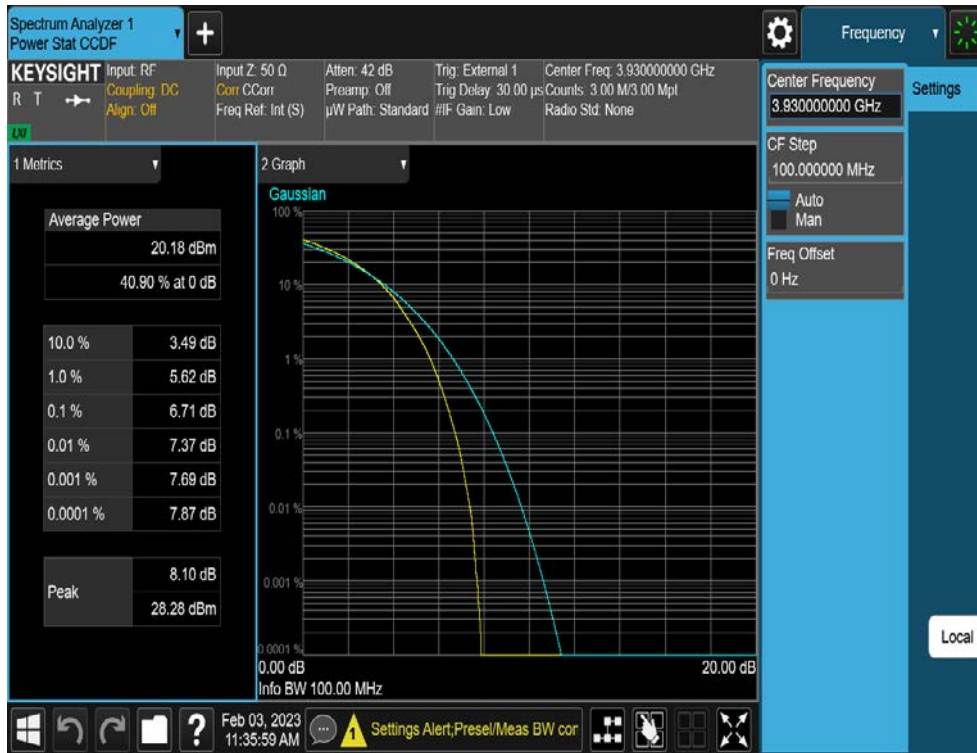 Spectrum Analyzer 1
Power Stat CCDF
+
Frequency
KEYSIGHT
R T
LXI
Input: RF
Coupling: DC
Align: Off
Input Z: 50 Ω
Corr CCorr
Freq Ref: Int (S)
Atten: 42 dB
Preamp: Off
µW Path: Standard
Trig: External 1
Trig Delay: 30.00 µs
#IF Gain: Low
Center Freq: 3.930000000 GHz
Counts: 3.00 M/3.00 Mpt
Radio Std: None
Center Frequency
3.930000000 GHz
Settings
CF Step
100.000000 MHz
Auto
Man
Freq Offset
0 Hz
Local
1 Metrics
Average Power
20.18 dBm
40.90 % at 0 dB
10.0 % 3.49 dB
1.0 % 5.62 dB
0.1 % 6.71 dB
0.01 % 7.37 dB
0.001 % 7.69 dB
0.0001 % 7.87 dB
Peak
8.10 dB
28.28 dBm
2 Graph
Gaussian
100 %
10 %
1 %
0.1 %
0.01 %
0.001 %
0.0001 %
0.00 dB 20.00 dB
Info BW 100.00 MHz
?
Feb 03, 2023
11:35:59 AM
1
Settings Alert;Presel/Meas BW cor